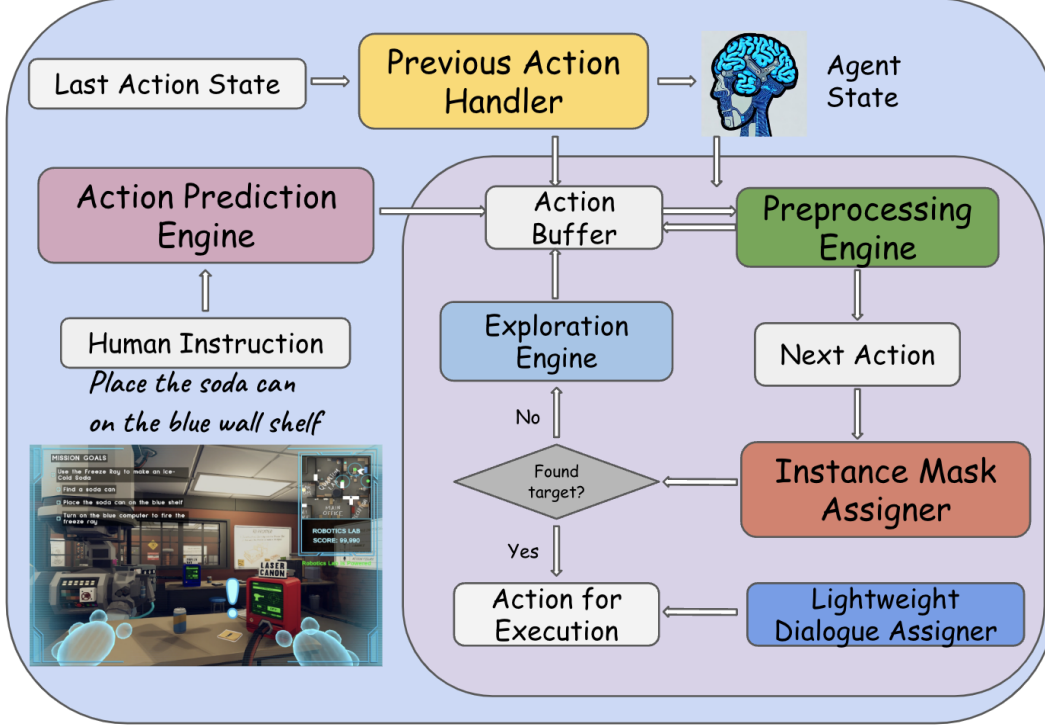 Last Action State
Previous Action
Handler
Agent
State
Action Prediction
Engine
Action
Buffer
Preprocessing
Engine
Human Instruction
Place the soda can
on the blue wall shelf
Exploration
Engine
Next Action
No
Found
target?
Instance Mask
Assigner
Yes
Action for
Execution
Lightweight
Dialogue Assigner
MISSION GOALS
Use the Freeze Ray to make an Ice-
Cold Soda
Find a soda can
Place the soda can on the blue shelf
Turn on the blue computer to fire the
freeze ray
MAIN
OFFICE
ROBOTICS LAB
SCORE: 99,990
Robotics Lab
LASER
CANON